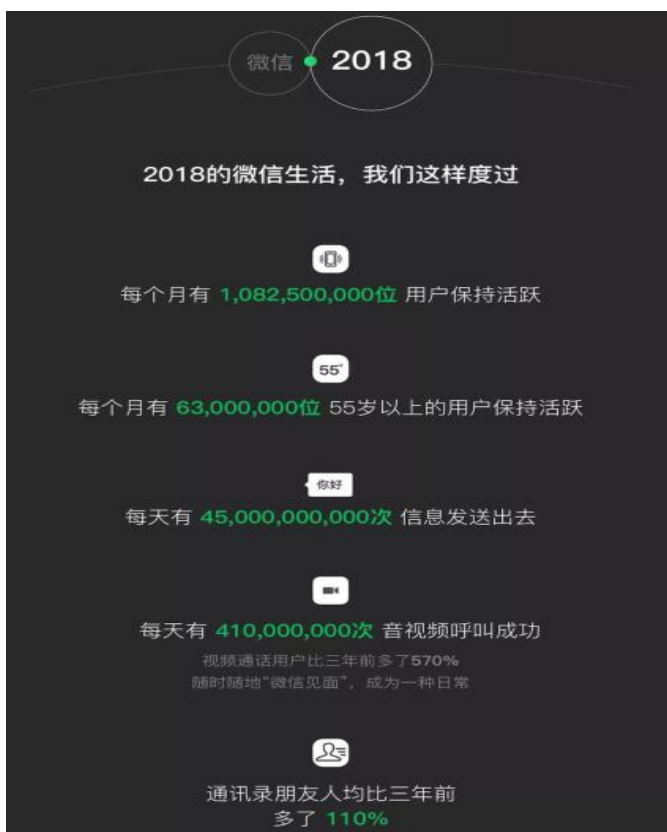 微信 2018
2018的微信生活，我们这样度过
每个月有 1,082,500,000位 用户保持活跃
55+
每个月有 63,000,000位 55岁以上的用户保持活跃
你好
每天有 45,000,000,000次 信息发送出去
每天有 410,000,000次 音视频呼叫成功
视频通话用户比三年前多了570%
随时随地“微信见面”，成为一种日常
通讯录朋友人均比三年前
多了 110%